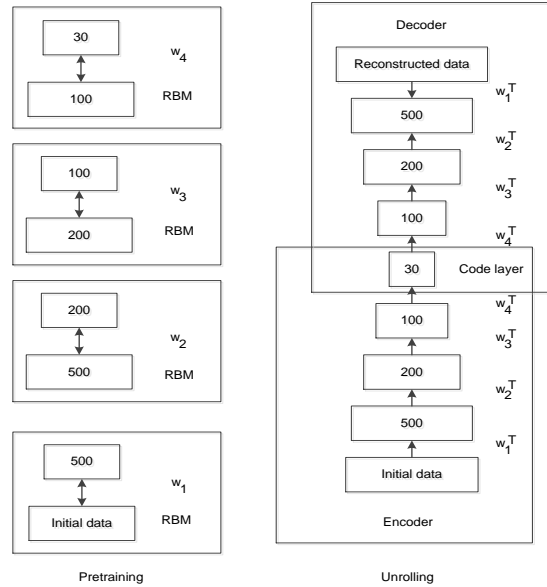 30
w4
100
RBM
100
w3
200
RBM
200
w2
500
RBM
500
w1
Initial data
RBM
Pretraining
Decoder
Reconstructed data
w1T
500
w2T
200
w3T
100
w4T
30
Code layer
w4T
100
w3T
200
w2T
500
w1T
Initial data
Encoder
Unrolling